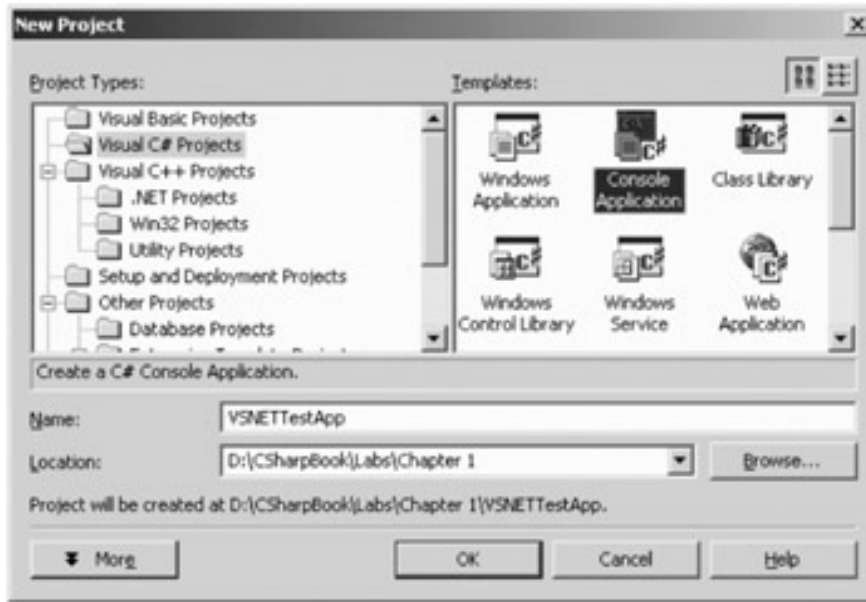 New Project
Project Types:
Templates:
Visual Basic Projects
Visual C# Projects
Visual C++ Projects
.NET Projects
Win32 Projects
Utility Projects
Setup and Deployment Projects
Other Projects
Database Projects
Windows Application
Console Application
Class Library
Windows Control Library
Windows Service
Web Application
Create a C# Console Application.
Name:
VSNETTestApp
Location:
D:\CSharpBook\Labs\Chapter 1
Browse...
Project will be created at D:\CSharpBook\Labs\Chapter 1\VSNETTestApp.
More
OK
Cancel
Help